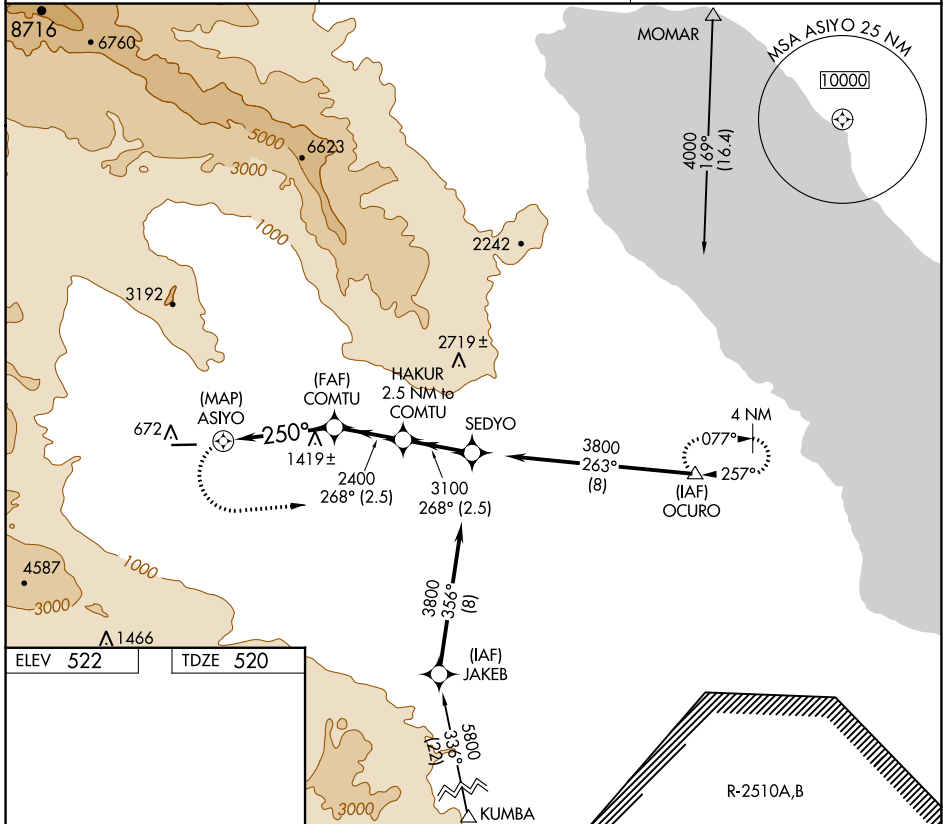 8716
6760
MOMAR
MSA ASIYO 25 NM
10000
5000
6623
3000
4000
169°
(16.4)
1000
2242
3192
2719 ±
(MAP)
ASIYO
(FAF)
COMTU
HAKUR
2.5 NM to
COMTU
SEDYO
4 NM
672
250°
077°
1419 ±
3800
263°
(8)
257°
2400
268° (2.5)
3100
268° (2.5)
(IAF)
OCURO
1000
4587
3800
356°
(8)
3000
1466
(IAF)
JAKEB
ELEV 522
TDZE 520
5800
336°
(22)
R-2510A,B
3000
KUMBA